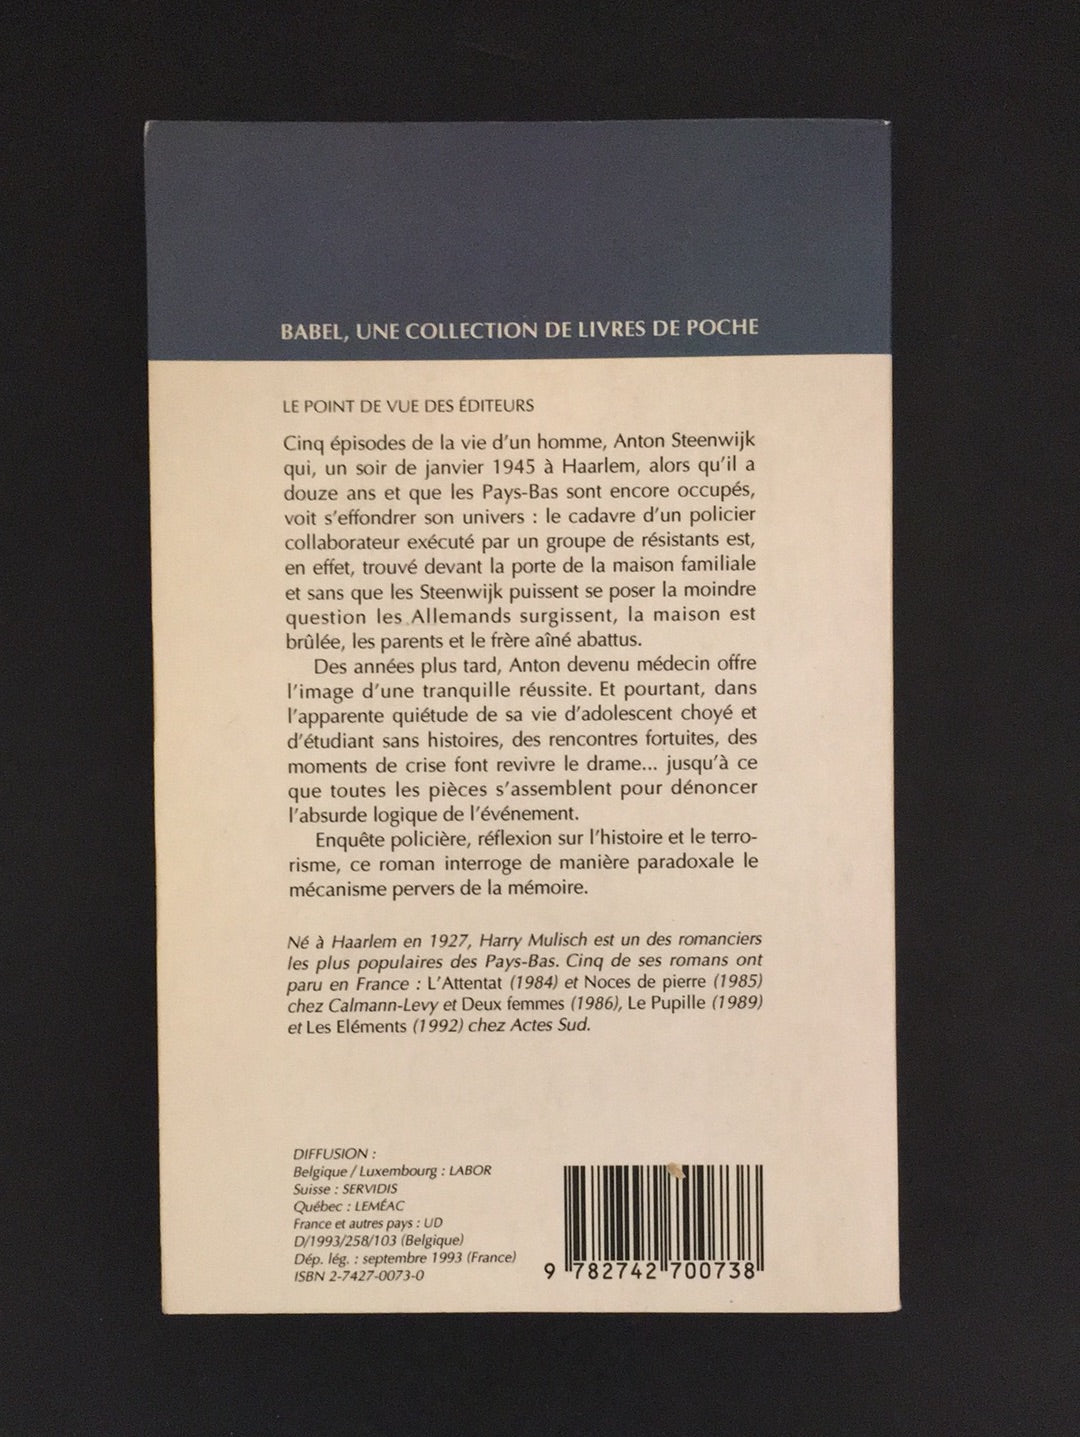 BABEL, UNE COLLECTION DE LIVRES DE POCHE
LE POINT DE VUE DES ÉDITEURS
Cinq épisodes de la vie d'un homme, Anton Steenwijk
qui, un soir de janvier 1945 à Haarlem, alors qu'il a
douze ans et que les Pays-Bas sont encore occupés,
voit s'effondrer son univers : le cadavre d'un policier
collaborateur exécuté par un groupe de résistants est,
en effet, trouvé devant la porte de la maison familiale
et sans que les Steenwijk puissent se poser la moindre
question les Allemands surgissent, la maison est
brûlée, les parents et le frère aîné abattus.
Des années plus tard, Anton devenu médecin offre
l'image d'une tranquille réussite. Et pourtant, dans
l'apparente quiétude de sa vie d'adolescent choyé et
d'étudiant sans histoires, des rencontres fortuites, des
moments de crise font revivre le drame... jusqu'à ce
que toutes les pièces s'assemblent pour dénoncer
l'absurde logique de l'événement.
Enquête policière, réflexion sur l'histoire et le terro-
risme, ce roman interroge de manière paradoxale le
mécanisme pervers de la mémoire.
Né à Haarlem en 1927, Harry Mulisch est un des romanciers
les plus populaires des Pays-Bas. Cinq de ses romans ont
paru en France : L'Attentat (1984) et Noces de pierre (1985)
chez Calmann-Levy et Deux femmes (1986), Le Pupille (1989)
et Les Eléments (1992) chez Actes Sud.
DIFFUSION :
Belgique / Luxembourg : LABOR
Suisse : SERVIDIS
Québec : LEMÉAC
France et autres pays : UD
D/1993/258/103 (Belgique)
Dép. lég. : septembre 1993 (France)
ISBN 2-7427-0073-0
9 782742 700738